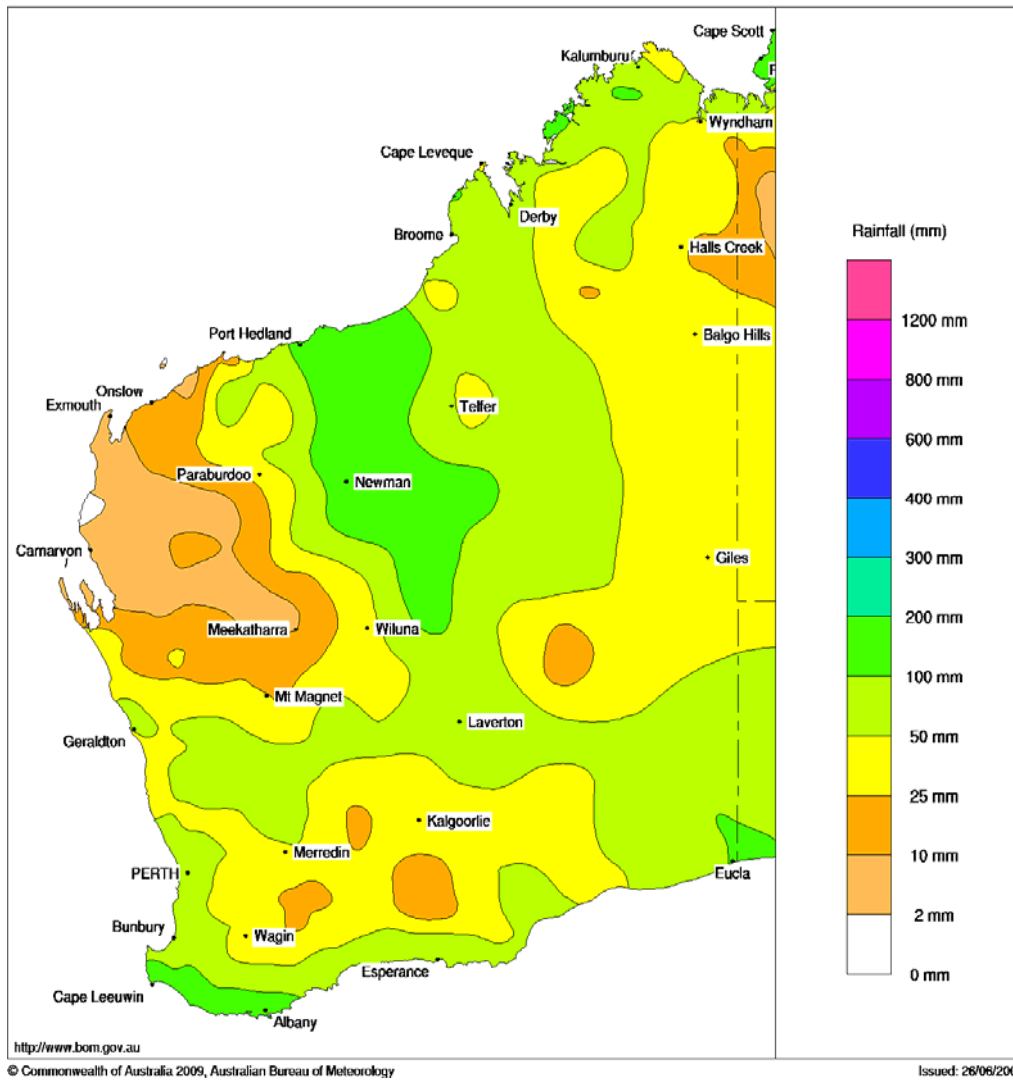 Cape Scott
Kalumburu
Wyndham
Cape Leveque
Derby
Broome
Halls Creek
Port Hedland
Balgo Hills
Onslow
Exmouth
Telfer
Paraburdoo
Newman
Carnarvon
Giles
Meekatharra
Wiluna
Mt Magnet
Laverton
Geraldton
Kalgoorlie
Merredin
PERTH
Eucla
Bunbury
Wagin
Esperance
Cape Leeuwin
Albany
Rainfall (mm)
1200 mm
800 mm
600 mm
400 mm
300 mm
200 mm
100 mm
50 mm
25 mm
10 mm
2 mm
0 mm
http://www.bom.gov.au
© Commonwealth of Australia 2009, Australian Bureau of Meteorology
Issued: 26/06/200